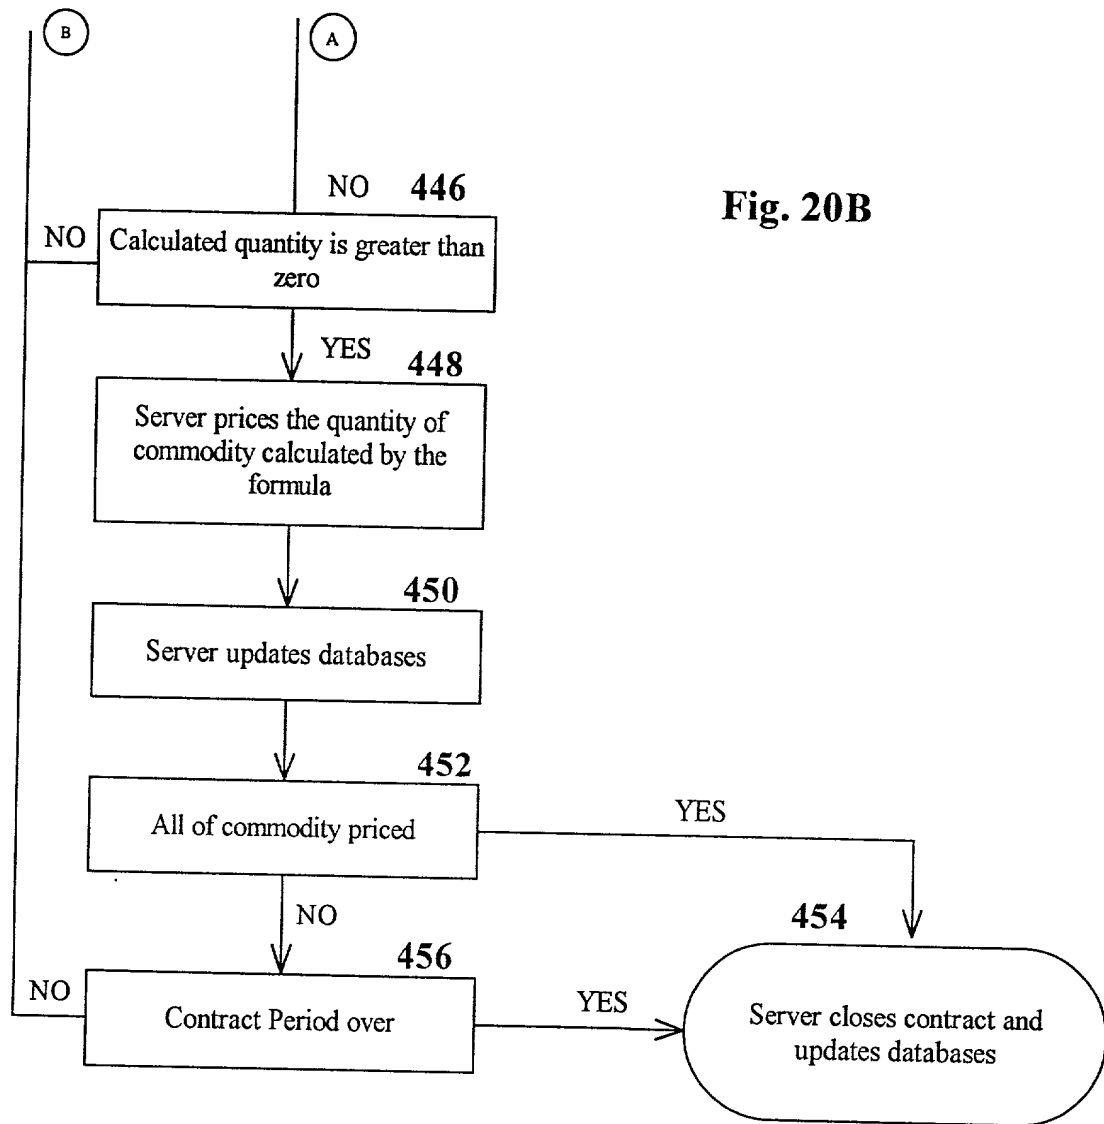 B
A
NO 446
Fig. 20B
NO
Calculated quantity is greater than
zero
YES
448
Server prices the quantity of
commodity calculated by the
formula
450
Server updates databases
452
All of commodity priced
YES
NO
454
456
NO
Contract Period over
YES
Server closes contract and
updates databases